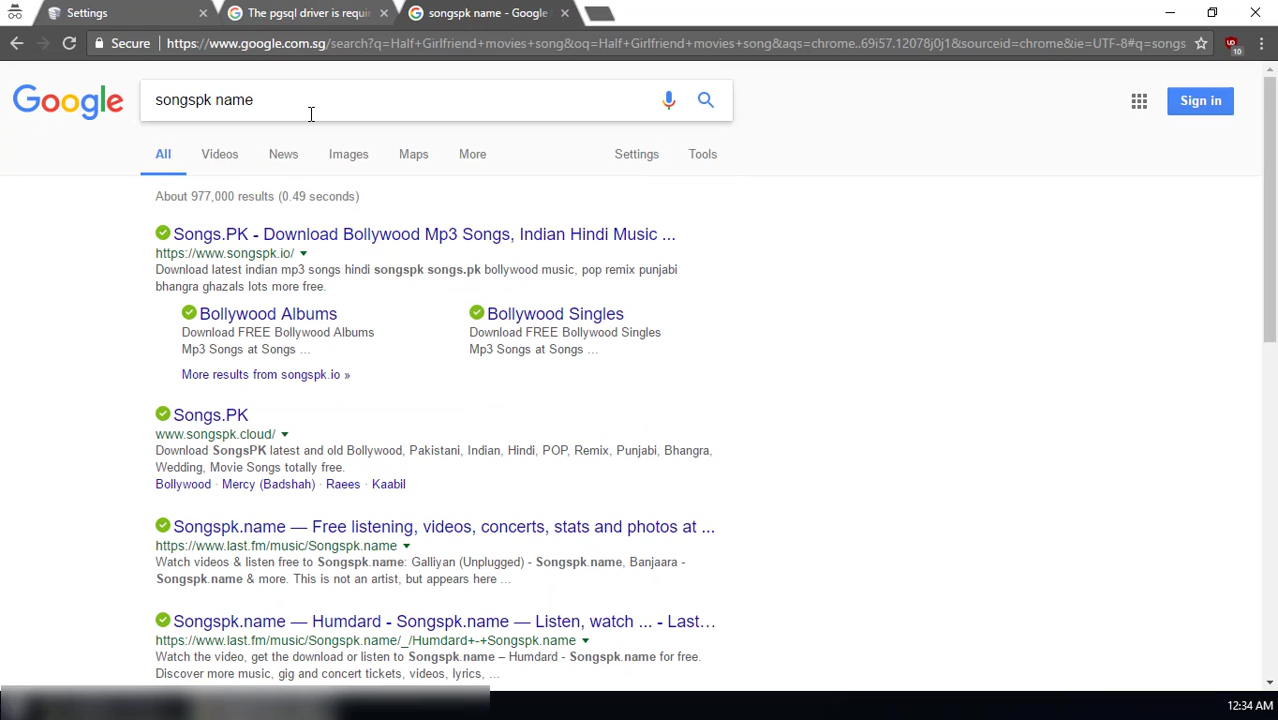 Settings
The pgsql driver is requi
songspk name - Google
Secure
https://www.google.com.sg/search?q=Half+Girlfriend+movies+song&oq=Half+Girlfriend+movies+song&aqs=chrome..69i57.12078j0j1&sourceid=chrome&ie=UTF-8#q=songs
10
Google
songspk name
Sign in
All Videos News Images Maps More Settings Tools
About 977,000 results (0.49 seconds)
Songs.PK - Download Bollywood Mp3 Songs, Indian Hindi Music ...
https://www.songspk.io/
Download latest indian mp3 songs hindi songspk songs.pk bollywood music, pop remix punjabi
bhangra ghazals lots more free.
Bollywood Albums
Download FREE Bollywood Albums
Mp3 Songs at Songs ...
Bollywood Singles
Download FREE Bollywood Singles
Mp3 Songs at Songs ...
More results from songspk.io »
Songs.PK
www.songspk.cloud/
Download SongsPK latest and old Bollywood, Pakistani, Indian, Hindi, POP, Remix, Punjabi, Bhangra,
Wedding, Movie Songs totally free.
Bollywood · Mercy (Badshah) · Raees · Kaabil
Songspk.name — Free listening, videos, concerts, stats and photos at ...
https://www.last.fm/music/Songspk.name
Watch videos & listen free to Songspk.name: Galliyan (Unplugged) - Songspk.name, Banjaara -
Songspk.name & more. This is not an artist, but appears here ...
Songspk.name — Humdard - Songspk.name — Listen, watch ... - Last...
https://www.last.fm/music/Songspk.name/_/Humdard+-+Songspk.name
Watch the video, get the download or listen to Songspk.name – Humdard - Songspk.name for free.
Discover more music, gig and concert tickets, videos, lyrics, ...
12:34 AM